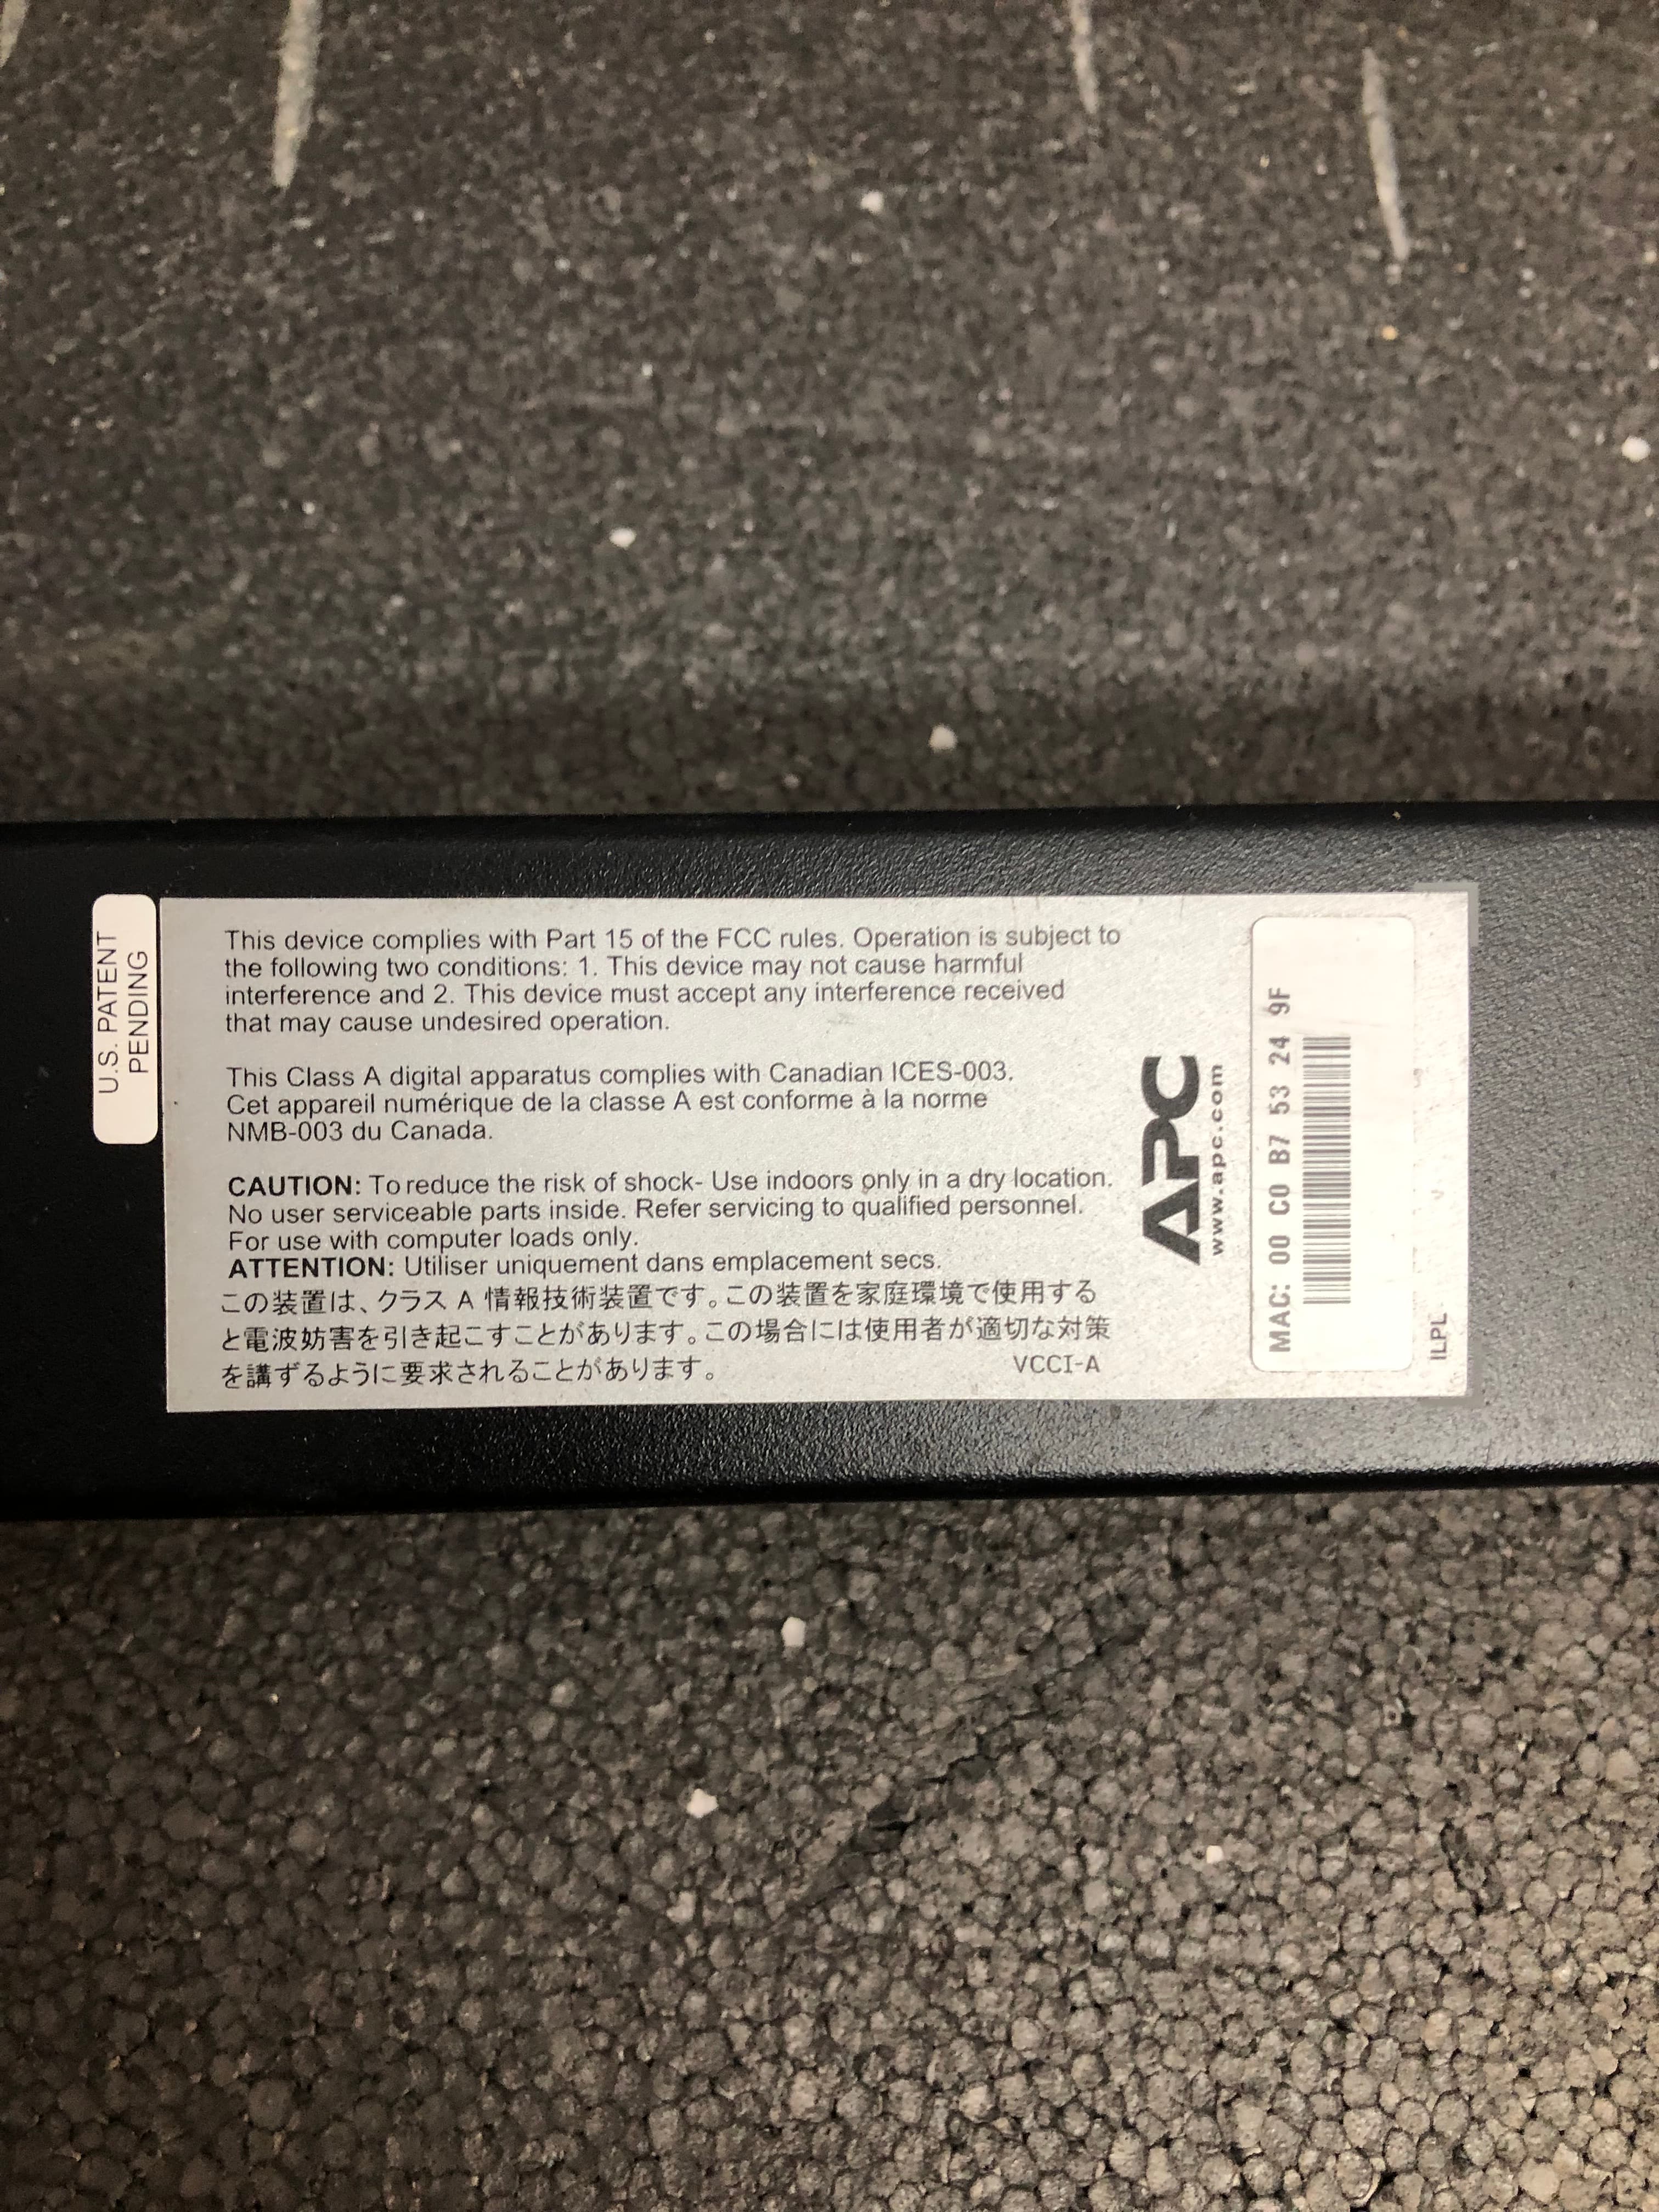 U.S. PATENT
PENDING
This device complies with Part 15 of the FCC rules. Operation is subject to
the following two conditions: 1. This device may not cause harmful
interference and 2. This device must accept any interference received
that may cause undesired operation.
This Class A digital apparatus complies with Canadian ICES-003.
Cet appareil numérique de la classe A est conforme à la norme
NMB-003 du Canada.
CAUTION: To reduce the risk of shock- Use indoors only in a dry location.
No user serviceable parts inside. Refer servicing to qualified personnel.
For use with computer loads only.
ATTENTION: Utiliser uniquement dans emplacement secs.
この装置は、クラス A 情報技術装置です。この装置を家庭環境で使用する
と電波妨害を引き起こすことがあります。この場合には使用者が適切な対策
を講ずるように要求されることがあります。 VCCI-A
APC
www.apc.com
MAC: 00 C0 B7 53 24 9F
ILPL